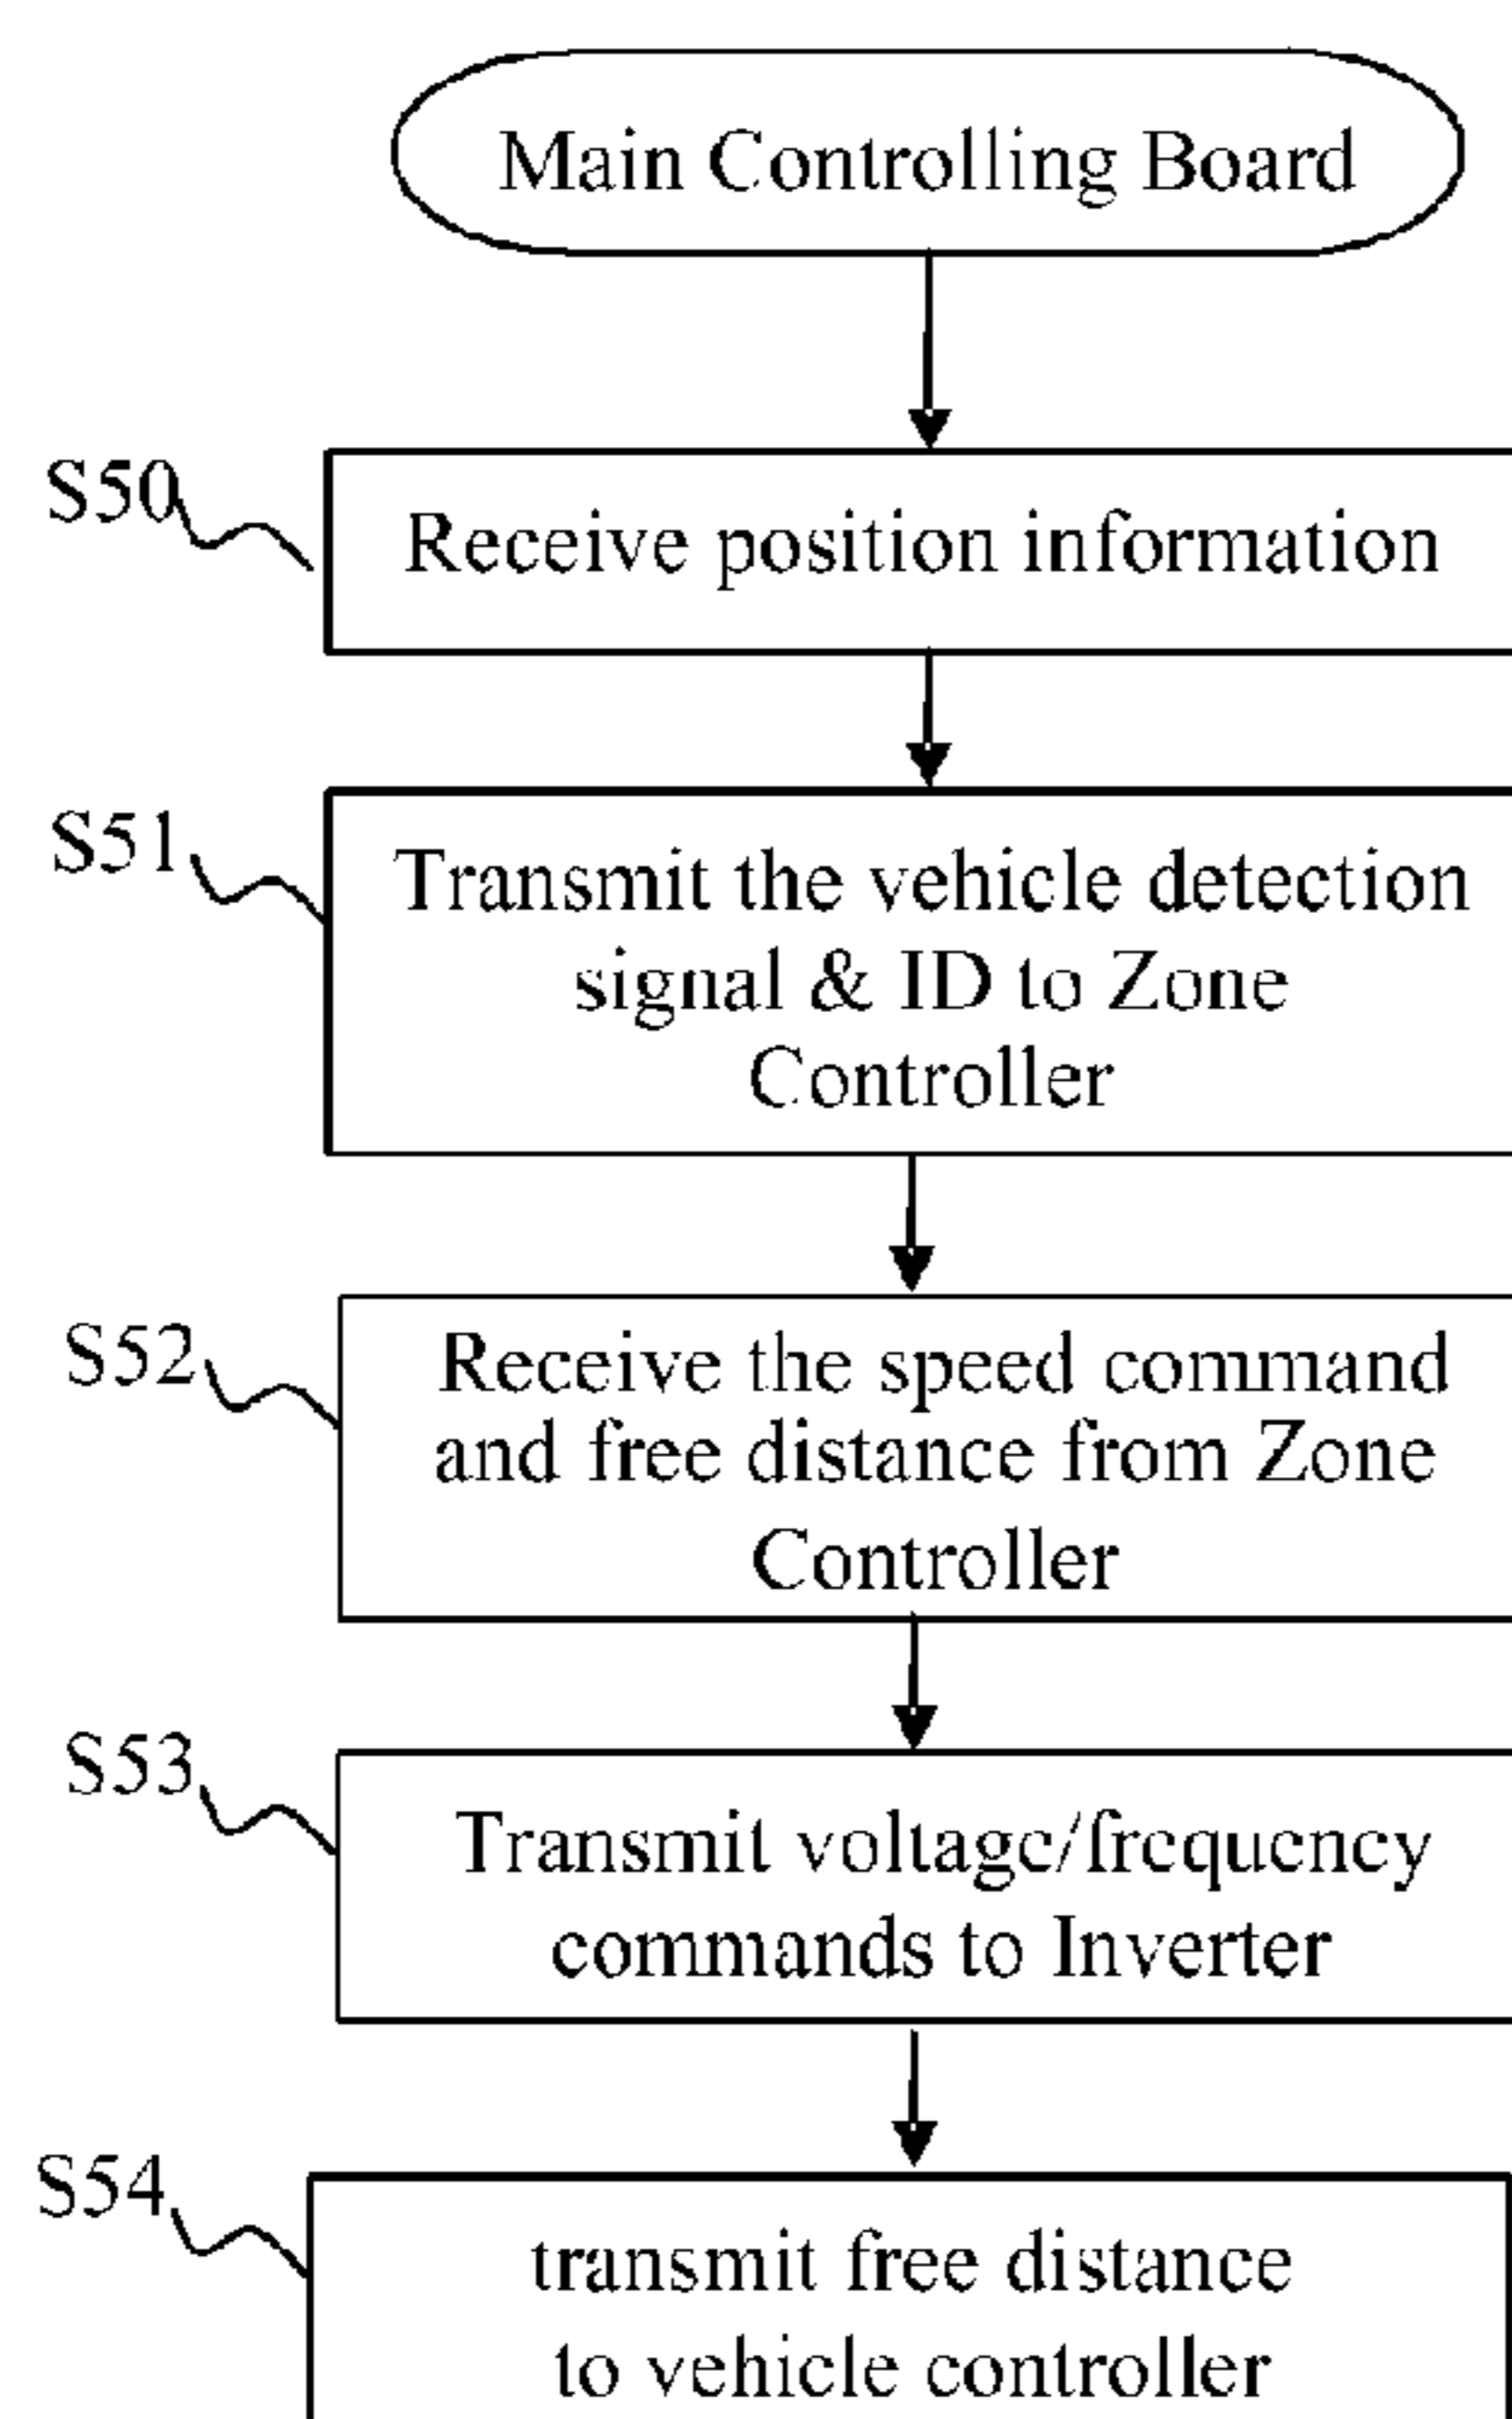 Main Controlling Board
S50
Receive position information
S51
Transmit the vehicle detection
signal & ID to Zone
Controller
S52
Receive the speed command
and free distance from Zone
Controller
S53
Transmit voltage/frequency
commands to Inverter
S54
transmit free distance
to vehicle controller